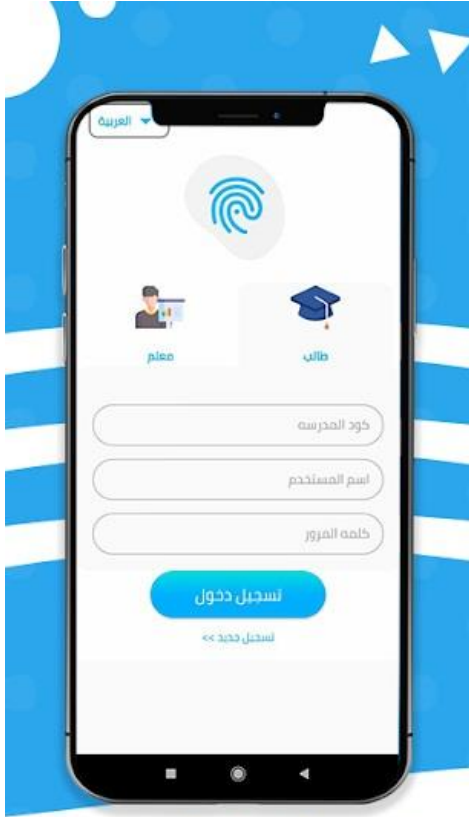 العربية
طالب
معلم
كود المدرسه
اسم المستخدم
كلمه المرور
تسجيل دخول
تسجيل جديد >>